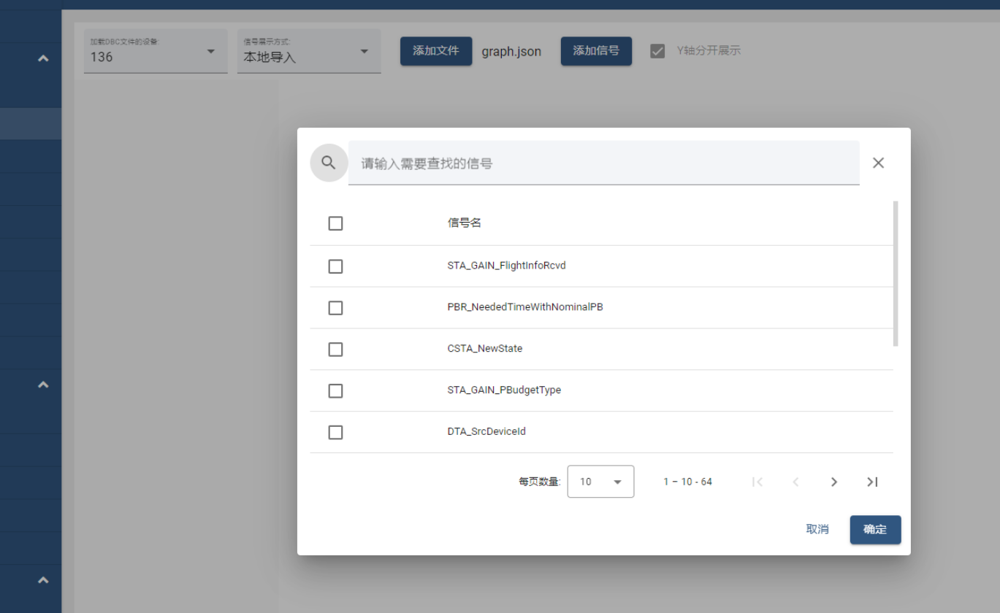 加载DBC文件的设备:
136
信号展示方式:
本地导入
添加文件
graph.json
添加信号
Y轴分开展示
请输入需要查找的信号
信号名
STA_GAIN_FlightInfoRcvd
PBR_NeededTimeWithNominalPB
CSTA_NewState
STA_GAIN_PBudgetType
DTA_SrcDeviceId
每页数量:
10
1 – 10 - 64
取消
确定